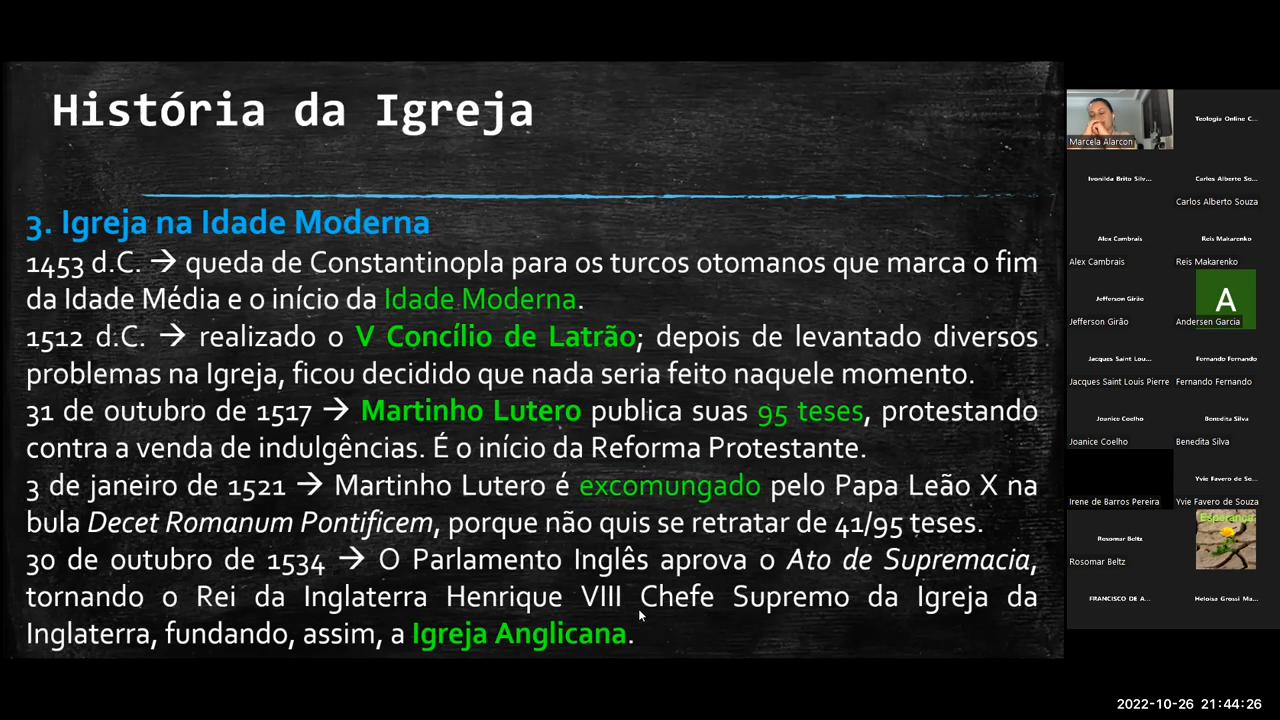 História da Igreja
3. Igreja na Idade Moderna
1453 d.C. → queda de Constantinopla para os turcos otomanos que marca o fim
da Idade Média e o início da Idade Moderna.
1512 d.C. → realizado o V Concílio de Latrão; depois de levantado diversos
problemas na Igreja, ficou decidido que nada seria feito naquele momento.
31 de outubro de 1517 → Martinho Lutero publica suas 95 teses, protestando
contra a venda de indulgências. É o início da Reforma Protestante.
3 de janeiro de 1521 → Martinho Lutero é excomungado pelo Papa Leão X na
bula Decet Romanum Pontificem, porque não quis se retratar de 41/95 teses.
30 de outubro de 1534 → O Parlamento Inglês aprova o Ato de Supremacia,
tornando o Rei da Inglaterra Henrique VIII Chefe Supremo da Igreja da
Inglaterra, fundando, assim, a Igreja Anglicana.
Marcela Alarcon
Teologia Online C...
Ivonilda Brito Silv...
Carlos Alberto So...
Carlos Alberto Souza
Alex Cambrais
Reis Makarenko
Alex Cambrais
Reis Makarenko
Jefferson Girão
A
Jefferson Girão
Andersen Garcia
Jacques Saint Lou...
Fernando Fernando
Jacques Saint Louis Pierre
Fernando Fernando
Joanice Coelho
Benedita Silva
Joanice Coelho
Benedita Silva
Yvie Favero de So...
Irene de Barros Pereira
Yvie Favero de Souza
Esperança
Rosomar Beltz
Rosomar Beltz
FRANCISCO DE A...
Heloisa Grossi Ma...
2022-10-26 21:44:26